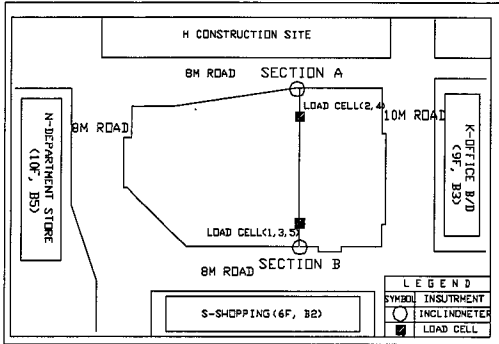 H CONSTRUCTION SITE
8M ROAD
SECTION A
LOAD CELL(2,4)
8M ROAD
10M ROAD
N-DEPARTMENT STORE
(10F, B5)
K-OFFICE B/D
(9F, B3)
LOAD CELL(1,3,5)
SECTION B
8M ROAD
S-SHOPPING(6F, B2)
LEGEND
SYMBOL INSUTRMENT
INCLINOMETER
LOAD CELL